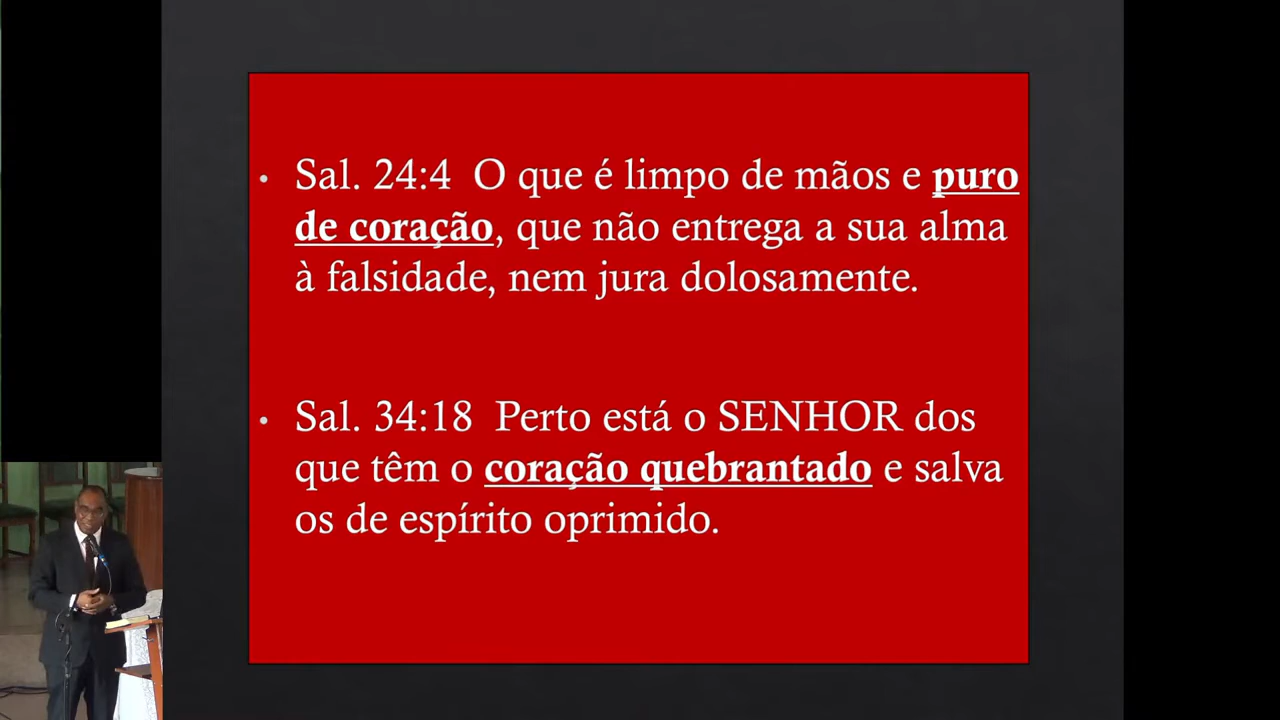 • Sal. 24:4 O que é limpo de mãos e puro
de coração, que não entrega a sua alma
à falsidade, nem jura dolosamente.
• Sal. 34:18 Perto está o SENHOR dos
que têm o coração quebrantado e salva
os de espírito oprimido.